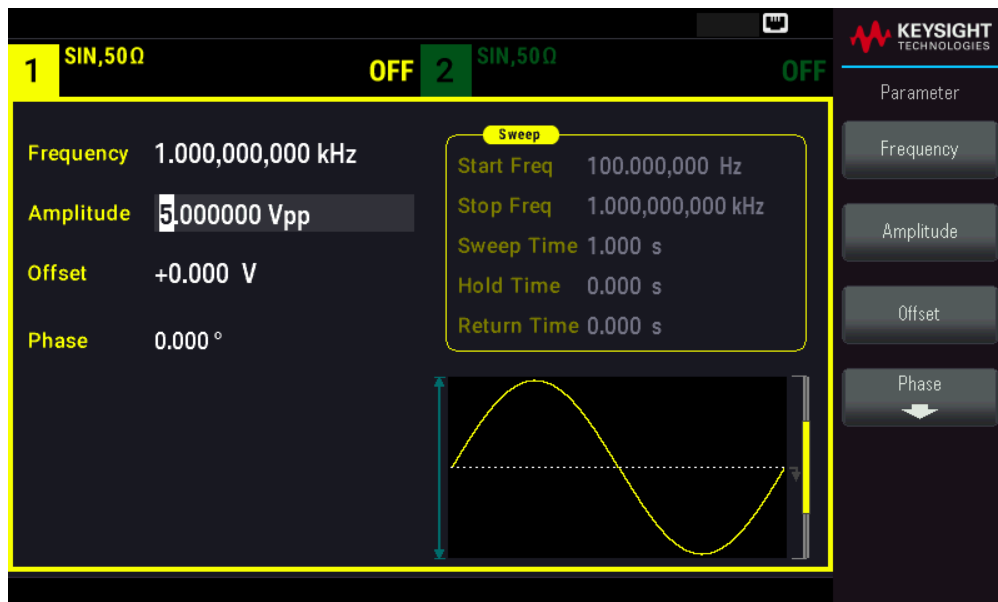 KEYSIGHT
TECHNOLOGIES
1 SIN,50Ω OFF
2 SIN,50Ω OFF
Parameter
Frequency 1.000,000,000 kHz
Amplitude 5.000000 Vpp
Offset +0.000 V
Phase 0.000 °
Sweep
Start Freq 100.000,000 Hz
Stop Freq 1.000,000,000 kHz
Sweep Time 1.000 s
Hold Time 0.000 s
Return Time 0.000 s
Frequency
Amplitude
Offset
Phase